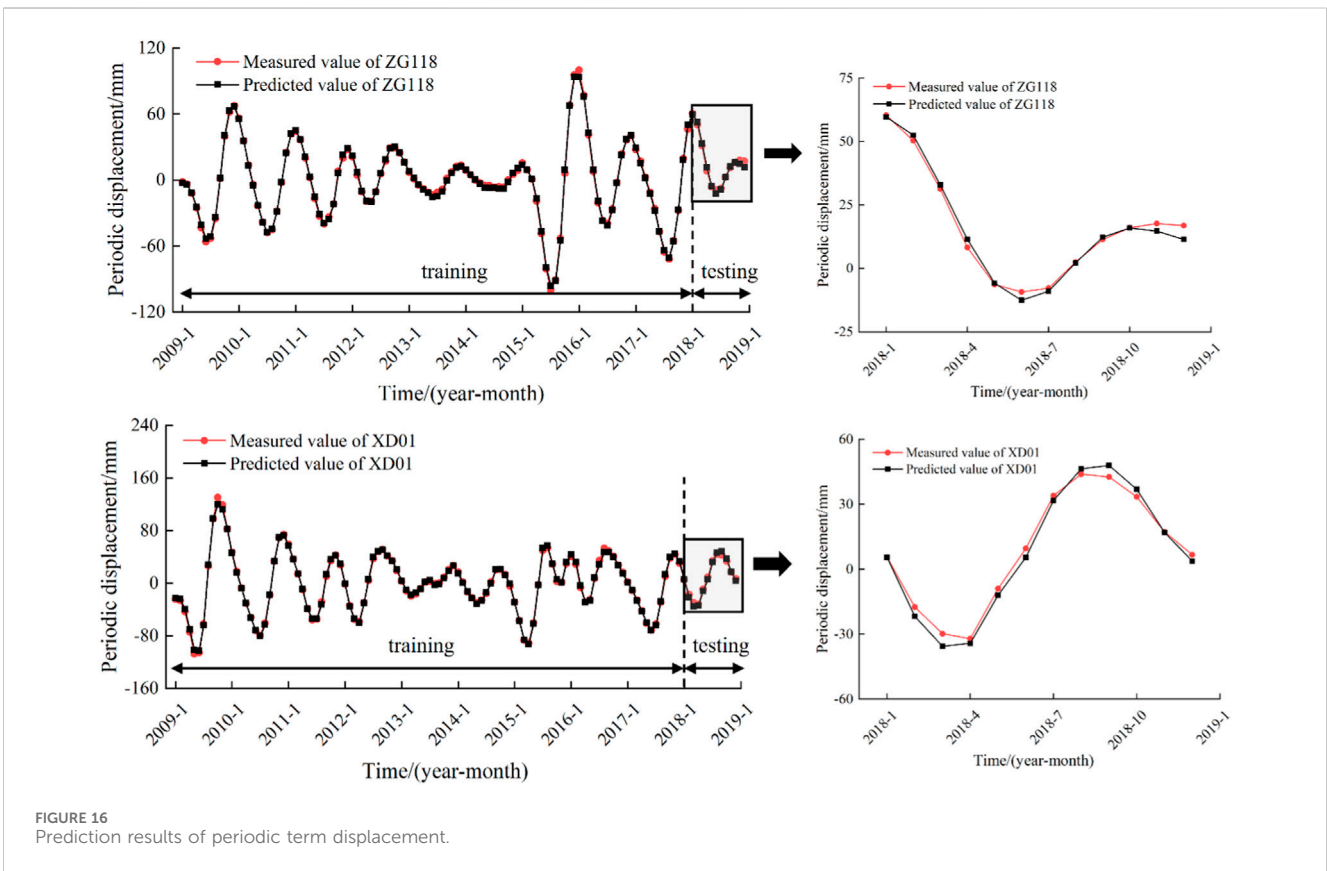 120
60
0
-60
-120
Periodic displacement/mm
Measured value of ZG118
Predicted value of ZG118
training
testing
2009-1
2010-1
2011-1
2012-1
2013-1
2014-1
2015-1
2016-1
2017-1
2018-1
2019-1
Time/(year-month)
75
50
25
0
-25
Periodic displacement/mm
Measured value of ZG118
Predicted value of ZG118
2018-1
2018-4
2018-7
2018-10
2019-1
Time/(year-month)
240
160
80
0
-80
-160
Periodic displacement/mm
Measured value of XD01
Predicted value of XD01
training
testing
2009-1
2010-1
2011-1
2012-1
2013-1
2014-1
2015-1
2016-1
2017-1
2018-1
2019-1
Time/(year-month)
60
30
0
-30
-60
Periodic displacement/mm
Measured value of XD01
Predicted value of XD01
2018-1
2018-4
2018-7
2018-10
2019-1
Time/(year-month)
FIGURE 16
Prediction results of periodic term displacement.